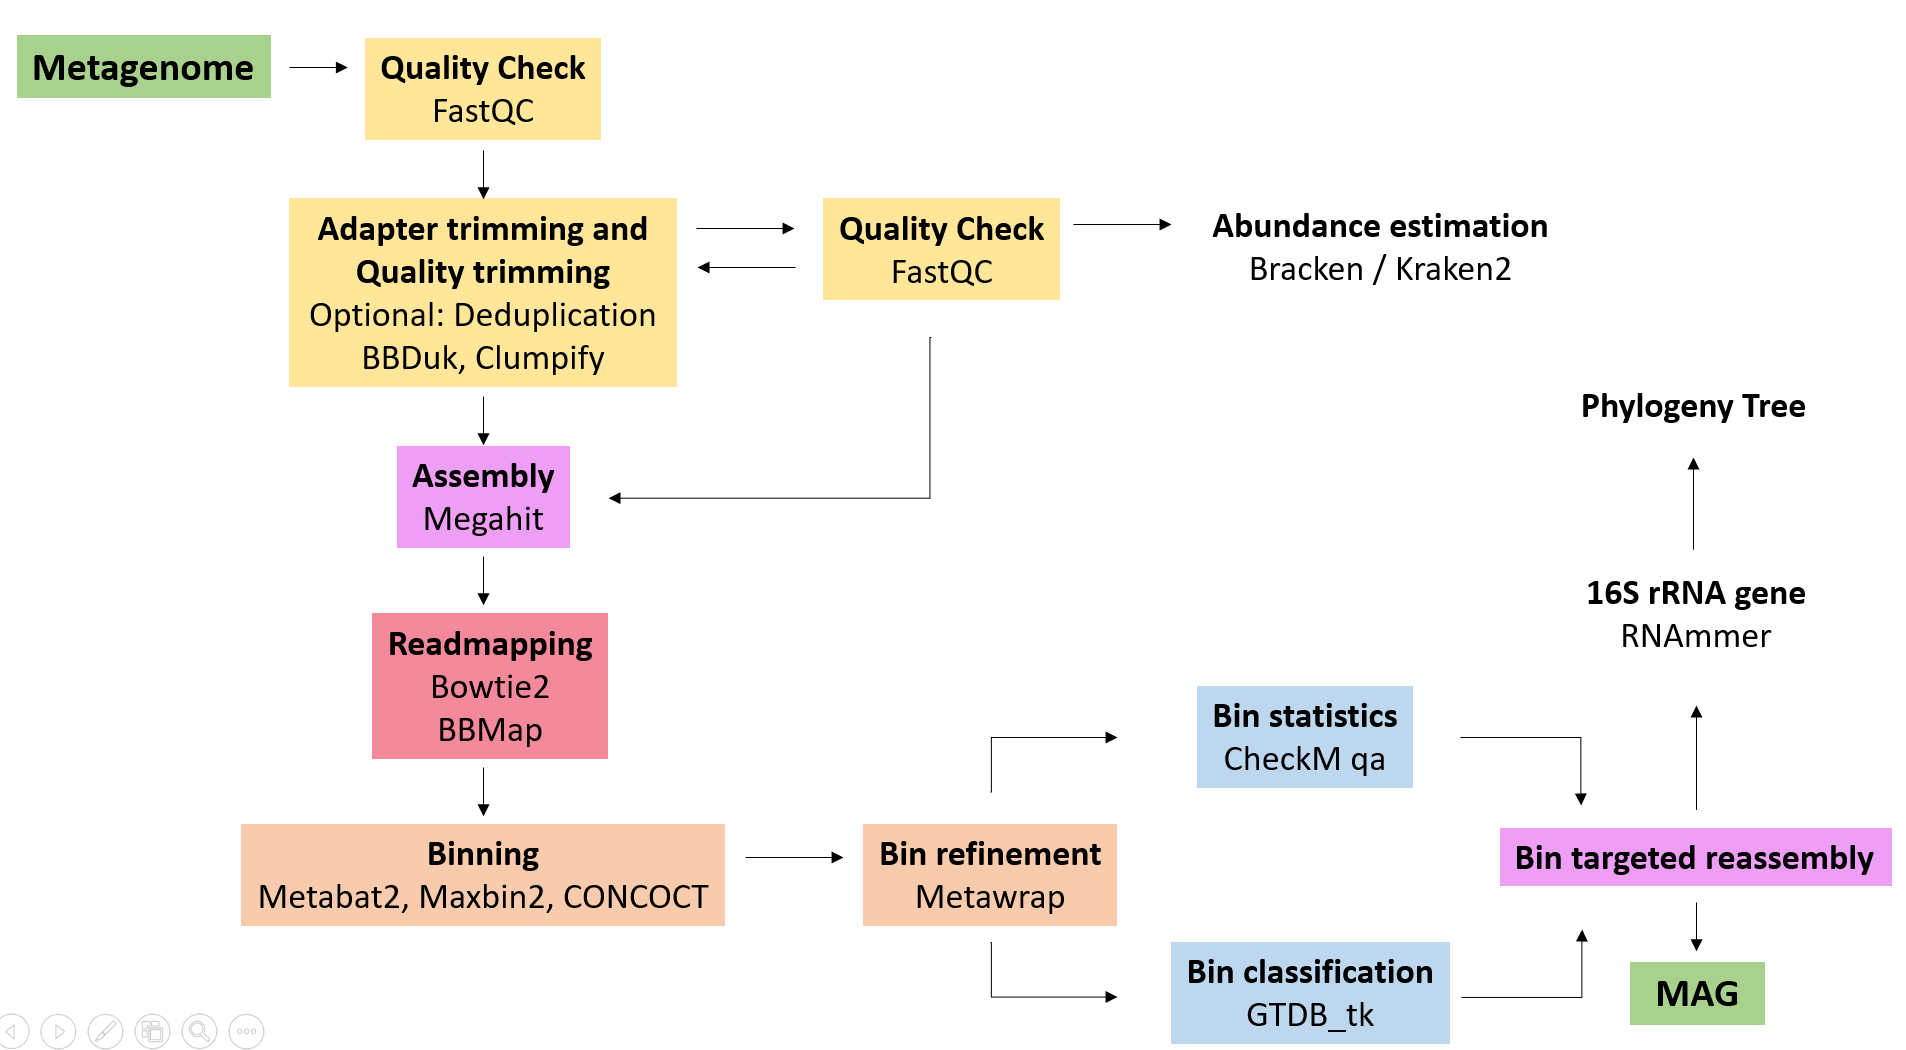 Metagenome
Quality Check
FastQC
Adapter trimming and
Quality trimming
Optional: Deduplication
BBDuk, Clumpify
Quality Check
FastQC
Abundance estimation
Bracken / Kraken2
Assembly
Megahit
Readmapping
Bowtie2
BBMap
Binning
Metabat2, Maxbin2, CONCOCT
Bin refinement
Metawrap
Bin statistics
CheckM qa
Bin classification
GTDB_tk
Phylogeny Tree
16S rRNA gene
RNAmmer
Bin targeted reassembly
MAG